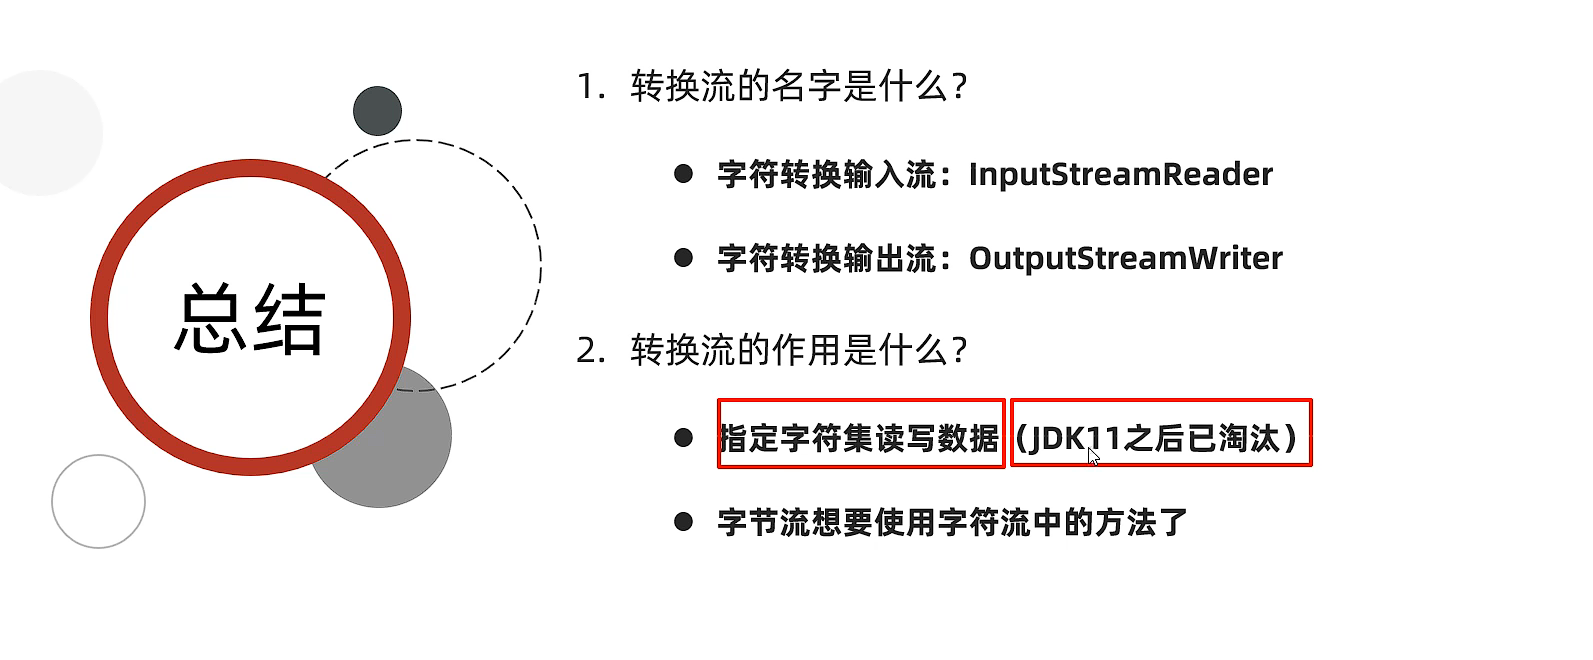 总结
1. 转换流的名字是什么?
● 字符转换输入流：InputStreamReader
● 字符转换输出流：OutputStreamWriter
2. 转换流的作用是什么?
● 指定字符集读写数据（JDK11之后已淘汰）
● 字节流想要使用字符流中的方法了